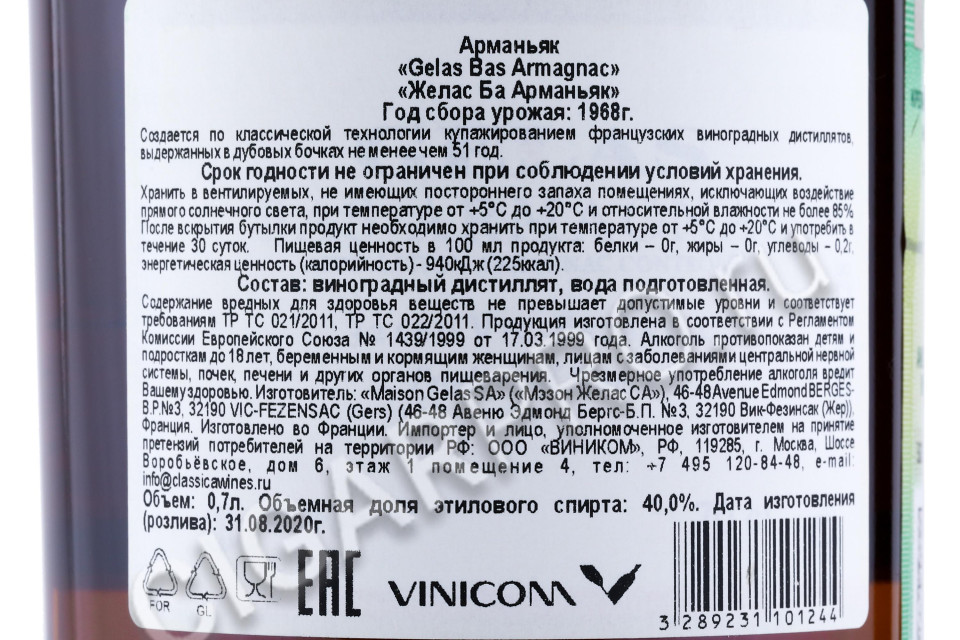 Арманьяк
«Gelas Bas Armagnac»
«Желас Ба Арманьяк»
Год сбора урожая: 1968г.
Создается по классической технологии купажированием французских виноградных дистиллятов,
выдержанных в дубовых бочках не менее чем 51 год.
Срок годности не ограничен при соблюдении условий хранения.
Хранить в вентилируемых, не имеющих постороннего запаха помещениях, исключающих воздействие
прямого солнечного света, при температуре от +5°С до +20°С и относительной влажности не более 85%
После вскрытия бутылки продукт необходимо хранить при температуре от +5°С до +20°С и употребить в
течение 30 суток. Пищевая ценность в 100 мл продукта: белки – 0г, жиры – 0г, углеводы - 0,2г,
энергетическая ценность (калорийность) - 940кДж (225ккал).
Состав: виноградный дистиллят, вода подготовленная.
Содержание вредных для здоровья веществ не превышает допустимые уровни и соответствует
требованиям ТР ТС 021/2011, ТР ТС 022/2011. Продукция изготовлена в соответствии с Регламентом
Комиссии Европейского Союза № 1439/1999 от 17.03.1999 года. Алкоголь противопоказан детям и
подросткам до 18 лет, беременным и кормящим женщинам, лицам с заболеваниями центральной нервной
системы, почек, печени и других органов пищеварения. Чрезмерное употребление алкоголя вредит
Вашему здоровью. Изготовитель: «Maison Gelas SA» («Мэзон Желас СА»), 46-48 Avenue Edmond BERGES-
B.P.№3, 32190 VIC-FEZENSAC (Gers) (46-48 Авеню Эдмонд Бергс-Б.П. №3, 32190 Вик-Фезинсак (Жер)),
Франция. Изготовлено во Франции. Импортер и лицо, уполномоченное изготовителем на принятие
претензий потребителей на территории РФ: ООО «ВИНИКОМ», РФ, 119285, г. Москва, Шоссе
Воробьёвское, дом 6, этаж 1 помещение 4, тел: +7 495 120-84-48, e-mail:
info@classicawines.ru
Объем: 0,7л. Объемная доля этилового спирта: 40,0%. Дата изготовления
(розлива): 31.08.2020г.
FOR GL EAC VINICOM
3 289231 101244
CIGARPRO.ru